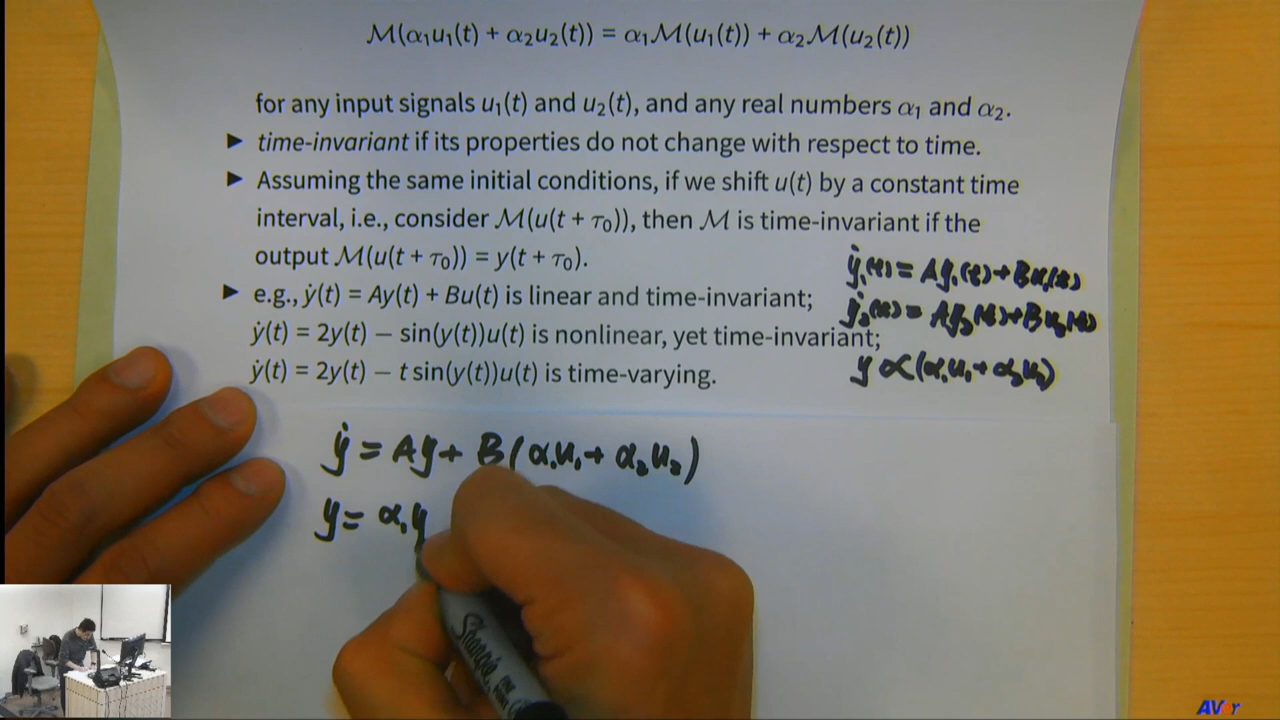 ℳ(α₁u₁(t) + α₂u₂(t)) = α₁ℳ(u₁(t)) + α₂ℳ(u₂(t))
for any input signals u₁(t) and u₂(t), and any real numbers α₁ and α₂.
▶ time-invariant if its properties do not change with respect to time.
▶ Assuming the same initial conditions, if we shift u(t) by a constant time
interval, i.e., consider ℳ(u(t + τ₀)), then ℳ is time-invariant if the
output ℳ(u(t + τ₀)) = y(t + τ₀).
▶ e.g., ẏ(t) = Ay(t) + Bu(t) is linear and time-invariant;
ẏ(t) = 2y(t) − sin(y(t))u(t) is nonlinear, yet time-invariant;
ẏ(t) = 2y(t) − t sin(y(t))u(t) is time-varying.
ẏ₁(t) = Ay₁(t) + Bu₁(t)
ẏ₂(t) = Ay₂(t) + Bu₂(t)
y ∝ (α₁u₁ + α₂u₂)
ẏ = Ay + B(α₁u₁ + α₂u₂)
y = α₁y
Sharpie
AVer